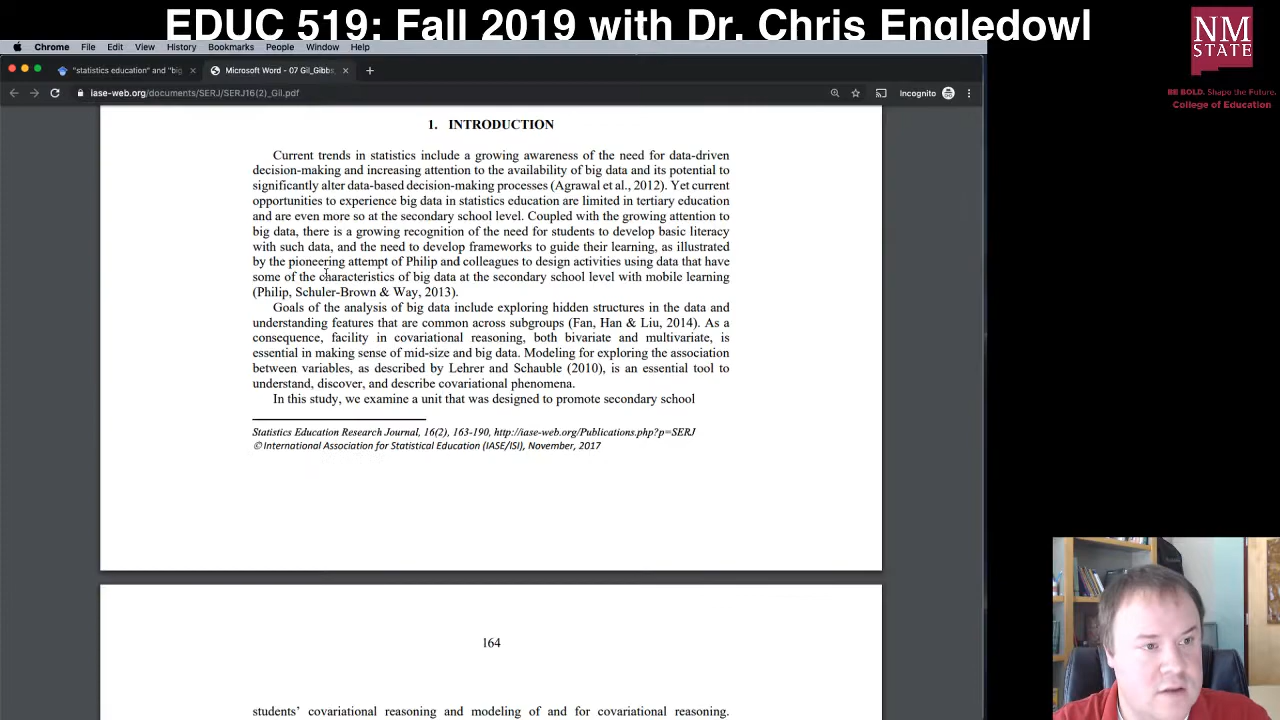 EDUC 519: Fall 2019 with Dr. Chris Engledowl
NM
STATE
BE BOLD. Shape the Future.
College of Education
Chrome File Edit View History Bookmarks People Window Help
"statistics education" and "big
Microsoft Word - 07 Gil_Gibbs
iase-web.org/documents/SERJ/SERJ16(2)_Gil.pdf
Incognito
1. INTRODUCTION
Current trends in statistics include a growing awareness of the need for data-driven
decision-making and increasing attention to the availability of big data and its potential to
significantly alter data-based decision-making processes (Agrawal et al., 2012). Yet current
opportunities to experience big data in statistics education are limited in tertiary education
and are even more so at the secondary school level. Coupled with the growing attention to
big data, there is a growing recognition of the need for students to develop basic literacy
with such data, and the need to develop frameworks to guide their learning, as illustrated
by the pioneering attempt of Philip and colleagues to design activities using data that have
some of the characteristics of big data at the secondary school level with mobile learning
(Philip, Schuler-Brown & Way, 2013).
Goals of the analysis of big data include exploring hidden structures in the data and
understanding features that are common across subgroups (Fan, Han & Liu, 2014). As a
consequence, facility in covariational reasoning, both bivariate and multivariate, is
essential in making sense of mid-size and big data. Modeling for exploring the association
between variables, as described by Lehrer and Schauble (2010), is an essential tool to
understand, discover, and describe covariational phenomena.
In this study, we examine a unit that was designed to promote secondary school
Statistics Education Research Journal, 16(2), 163-190, http://iase-web.org/Publications.php?p=SERJ
© International Association for Statistical Education (IASE/ISI), November, 2017
164
students' covariational reasoning and modeling of and for covariational reasoning.